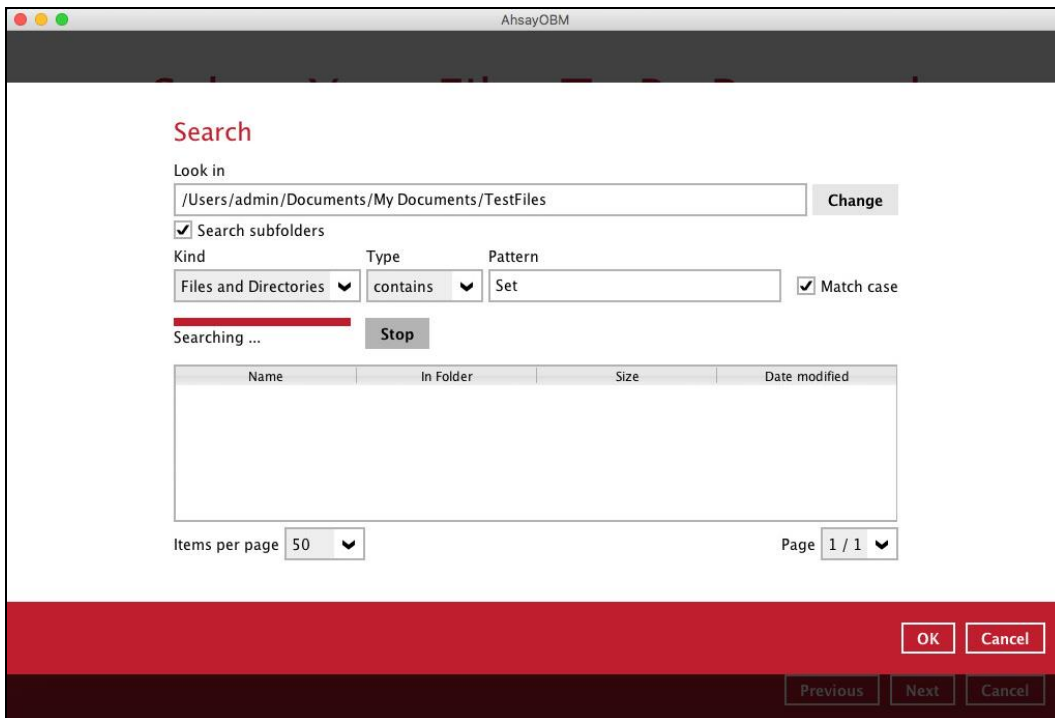 AhsayOBM
Search
Look in
/Users/admin/Documents/My Documents/TestFiles
Change
Search subfolders
Kind Type Pattern
Files and Directories contains Set Match case
Searching ... Stop
Name In Folder Size Date modified
Items per page 50 Page 1 / 1
OK Cancel
Previous Next Cancel